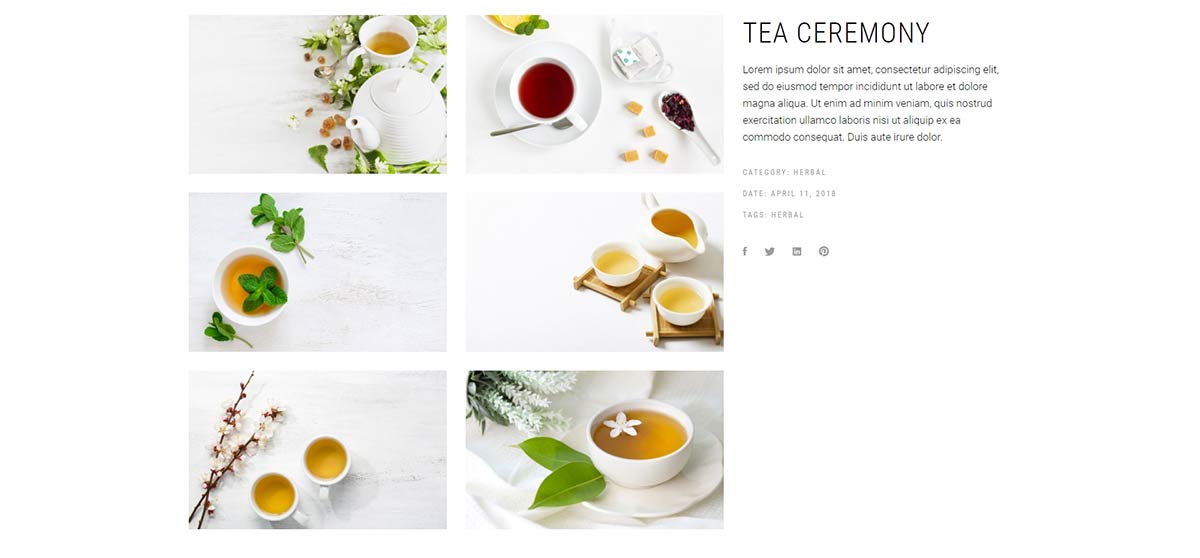 TEA CEREMONY
Lorem ipsum dolor sit amet, consectetur adipiscing elit,
sed do eiusmod tempor incididunt ut labore et dolore
magna aliqua. Ut enim ad minim veniam, quis nostrud
exercitation ullamco laboris nisi ut aliquip ex ea
commodo consequat. Duis aute irure dolor.
CATEGORY: HERBAL
DATE: APRIL 11, 2018
TAGS: HERBAL